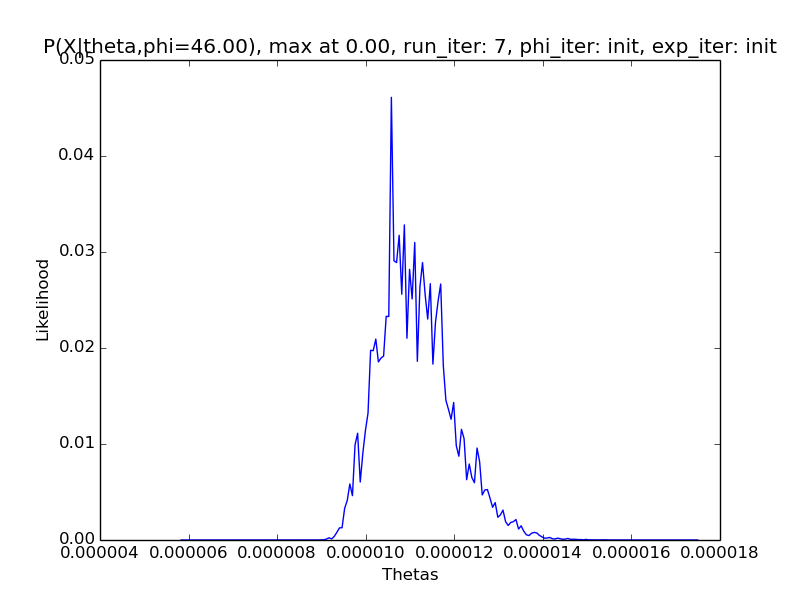 P(X|theta,phi=46.00), max at 0.00, run_iter: 7, phi_iter: init, exp_iter: init
0.05
0.04
0.03
0.02
0.01
0.00
Likelihood
0.000004 0.000006 0.000008 0.000010 0.000012 0.000014 0.000016 0.000018
Thetas